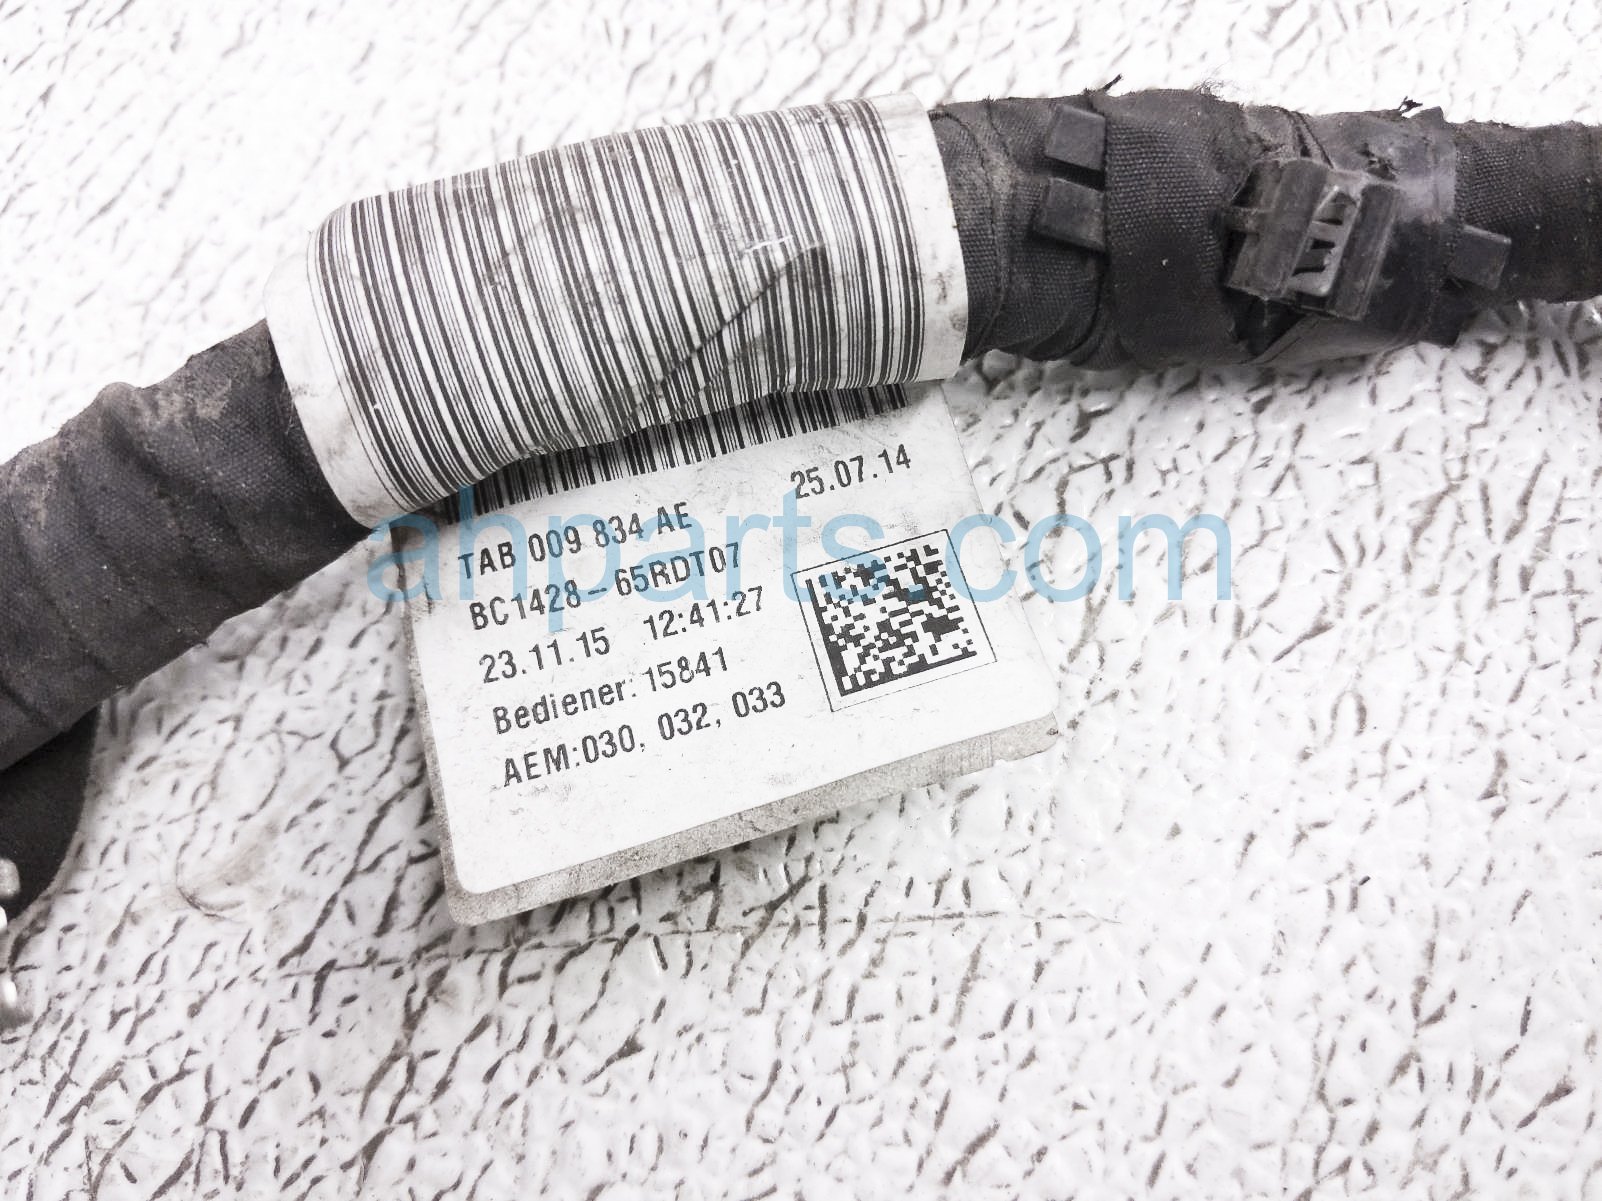 25.07.14
TAB 009 834 AE
BC1428-65RDT07
23.11.15 12:41:27
Bediener: 15841
AEM:030, 032, 033
ahparts.com